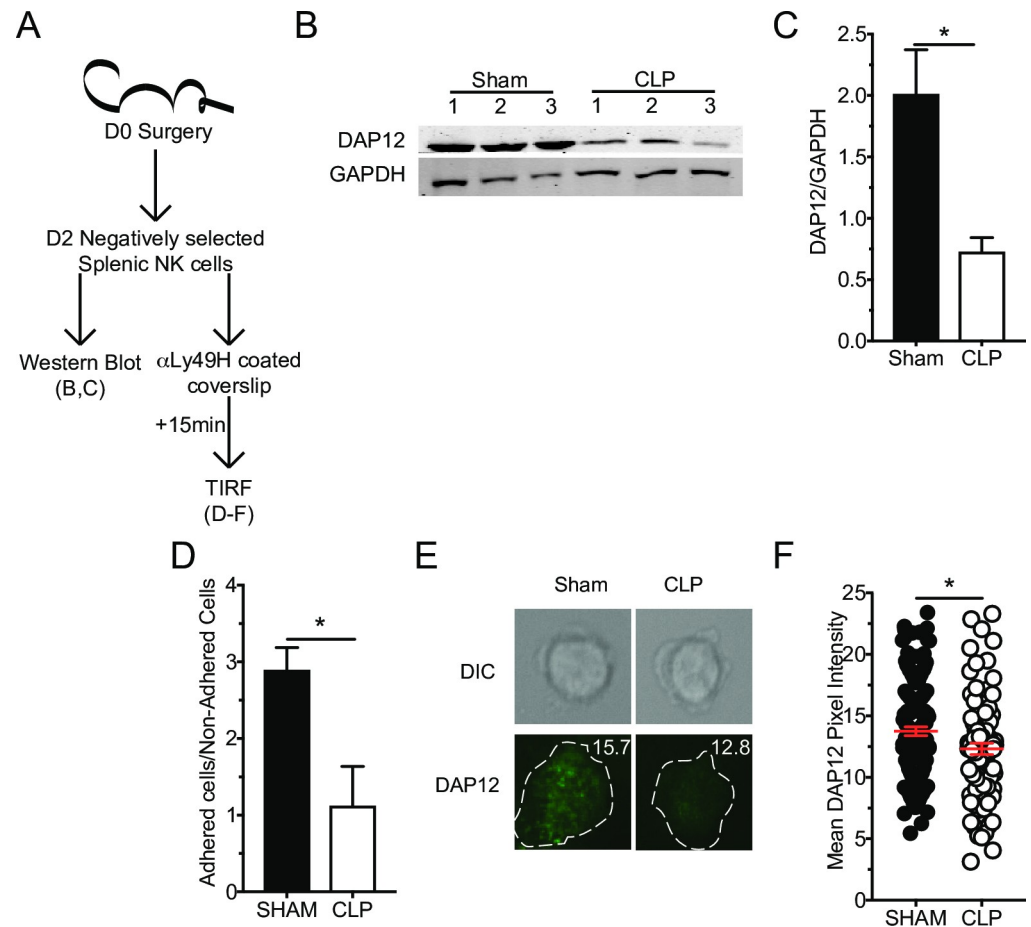 A
D0 Surgery
D2 Negatively selected
Splenic NK cells
Western Blot
(B,C)
αLy49H coated
coverslip
+15min
TIRF
(D-F)
B
Sham CLP
1 2 3 1 2 3
DAP12
GAPDH
C
DAP12/GAPDH
2.5
2.0
1.5
1.0
0.5
0.0
*
Sham CLP
D
Adhered cells/Non-Adhered Cells
4
3
2
1
0
*
SHAM CLP
E
Sham CLP
DIC
DAP12
15.7 12.8
F
Mean DAP12 Pixel Intensity
25
20
15
10
5
0
*
SHAM CLP